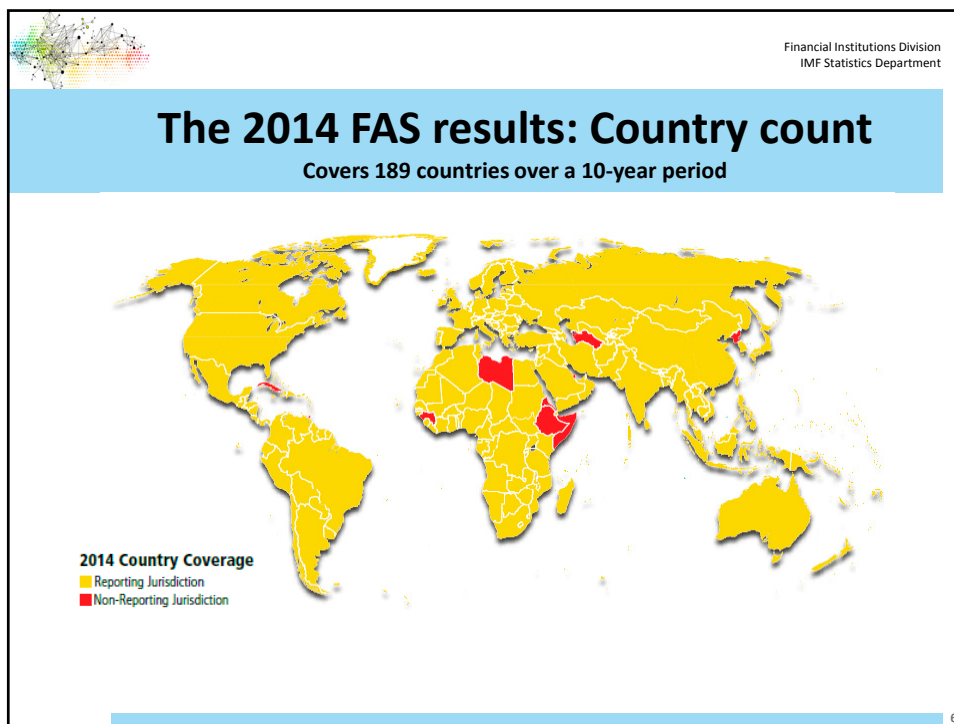 Financial Institutions Division
IMF Statistics Department
The 2014 FAS results: Country count
Covers 189 countries over a 10-year period
2014 Country Coverage
Reporting Jurisdiction
Non-Reporting Jurisdiction
6